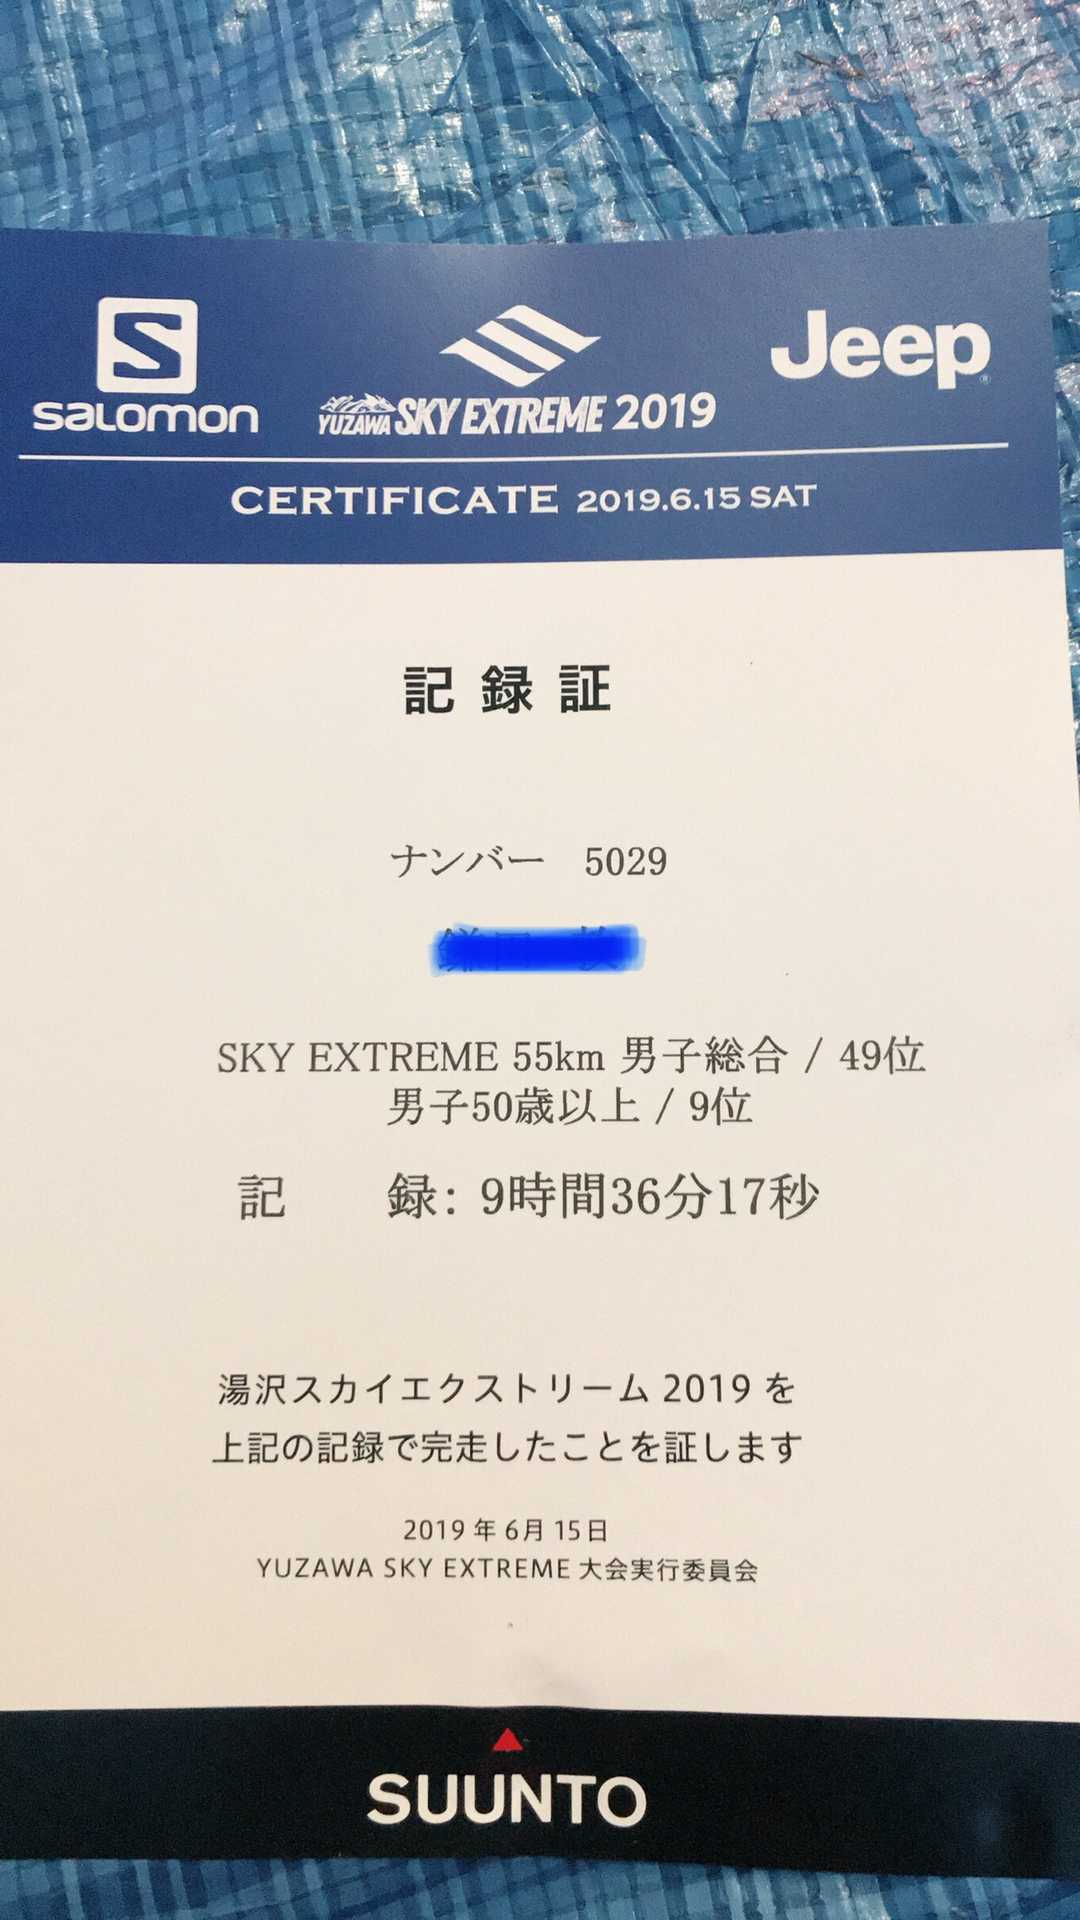 S
SALOMON
YUZAWA SKY EXTREME 2019
Jeep
CERTIFICATE 2019.6.15 SAT
記録証
ナンバー 5029
SKY EXTREME 55km 男子総合 / 49位
男子50歳以上 / 9位
記 録: 9時間36分17秒
湯沢スカイエクストリーム 2019 を
上記の記録で完走したことを証します
2019 年 6月 15日
YUZAWA SKY EXTREME 大会実行委員会
SUUNTO